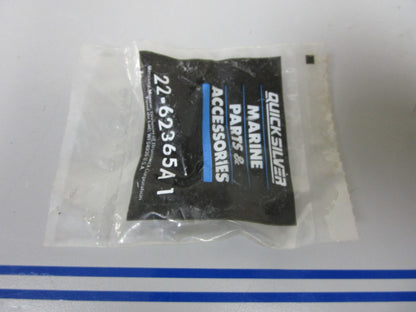 QUICKSILVER
MARINE
PARTS &
ACCESSORIES
22-62365A 1